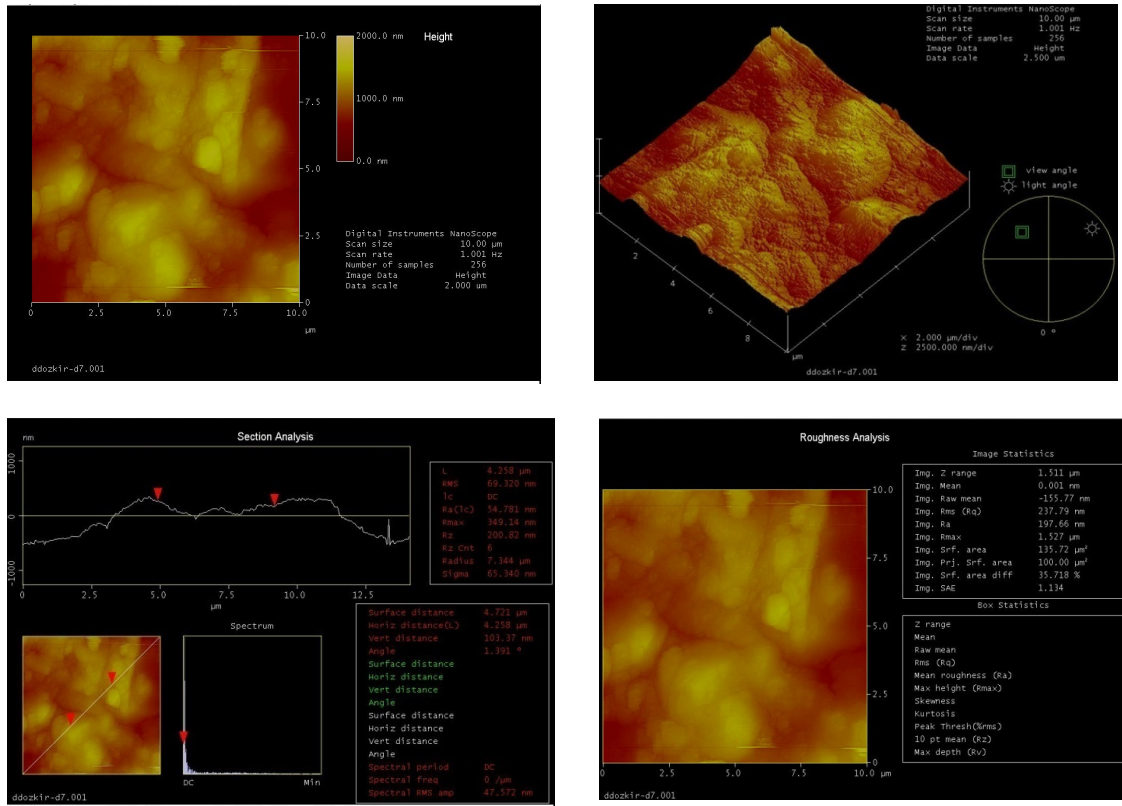 Height
2000.0 nm
1000.0 nm
0.0 nm
10.0
7.5
5.0
2.5
0
0 2.5 5.0 7.5 10.0
µm
Digital Instruments NanoScope
Scan size 10.00 µm
Scan rate 1.001 Hz
Number of samples 256
Image Data Height
Data scale 2.000 um
ddozkir-d7.001
Digital Instruments NanoScope
Scan size 10.00 µm
Scan rate 1.001 Hz
Number of samples 256
Image Data Height
Data scale 2.500 um
view angle
light angle
2
4
6
8
µm
X 2.000 µm/div
Z 2500.000 nm/div
0 °
ddozkir-d7.001
Section Analysis
nm
1000
0
-1000
0 5.0 10.0 12.5
µm
L 4.258 µm
RMS 69.320 nm
lc DC
Ra(lc) 54.781 nm
Rmax 349.14 nm
Rz 200.82 nm
Rz Cnt 6
Radius 7.344 µm
Sigma 65.340 nm
Spectrum
DC Min
Surface distance 4.721 µm
Horiz distance(L) 4.258 µm
Vert distance 103.37 nm
Angle 1.391 °
Surface distance
Horiz distance
Vert distance
Angle
Surface distance
Horiz distance
Vert distance
Angle
Spectral period DC
Spectral freq 0 /µm
Spectral RMS amp 47.572 nm
ddozkir-d7.001
Roughness Analysis
10.0
7.5
5.0
2.5
0
0 2.5 5.0 7.5 10.0
µm
Image Statistics
Img. Z range 1.511 µm
Img. Mean 0.001 nm
Img. Raw mean -155.77 nm
Img. Rms (Rq) 237.79 nm
Img. Ra 197.66 nm
Img. Rmax 1.527 µm
Img. Srf. area 135.72 µm²
Img. Prj. Srf. area 100.00 µm²
Img. Srf. area diff 35.718 %
Img. SAE 1.134
Box Statistics
Z range
Mean
Raw mean
Rms (Rq)
Mean roughness (Ra)
Max height (Rmax)
Skewness
Kurtosis
Peak Thresh(%rms)
10 pt mean (Rz)
Max depth (Rv)
ddozkir-d7.001